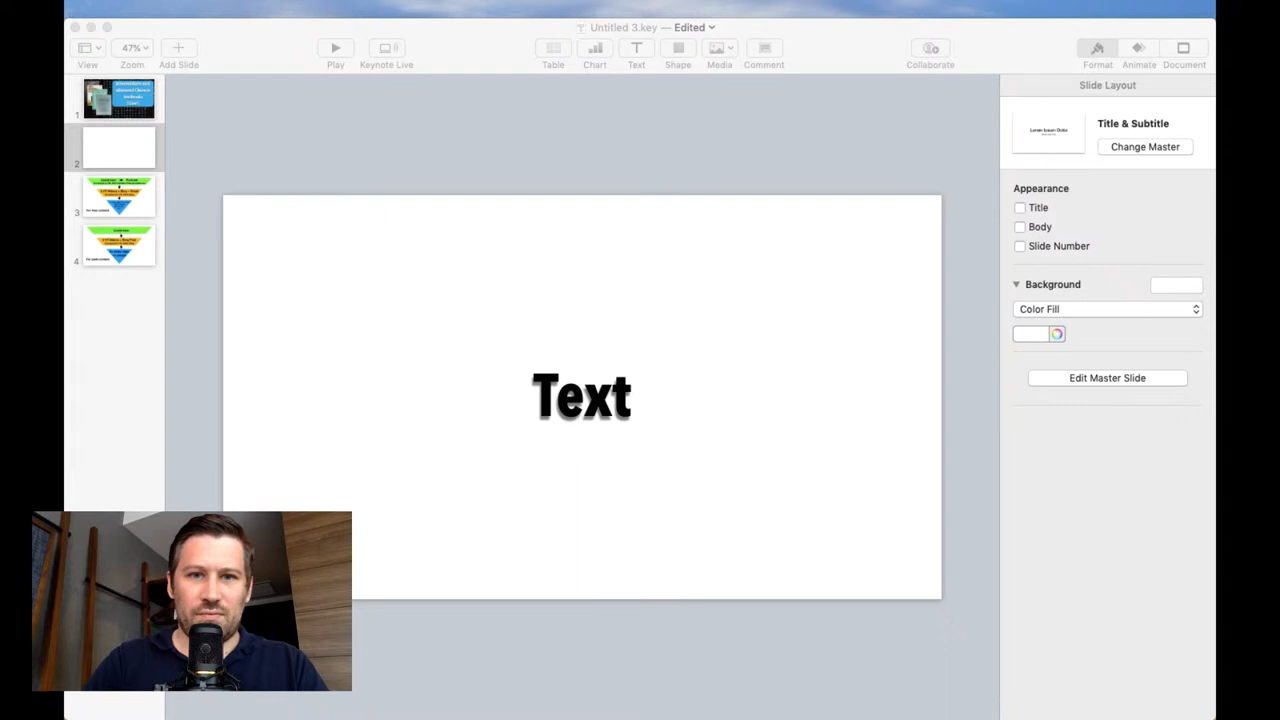 Untitled 3.key — Edited
47%
View
Zoom
Add Slide
Play
Keynote Live
Table
Chart
Text
Shape
Media
Comment
Collaborate
Format
Animate
Document
Slide Layout
1
2
3
4
Title & Subtitle
Change Master
Appearance
Title
Body
Slide Number
Background
Color Fill
Edit Master Slide
Text